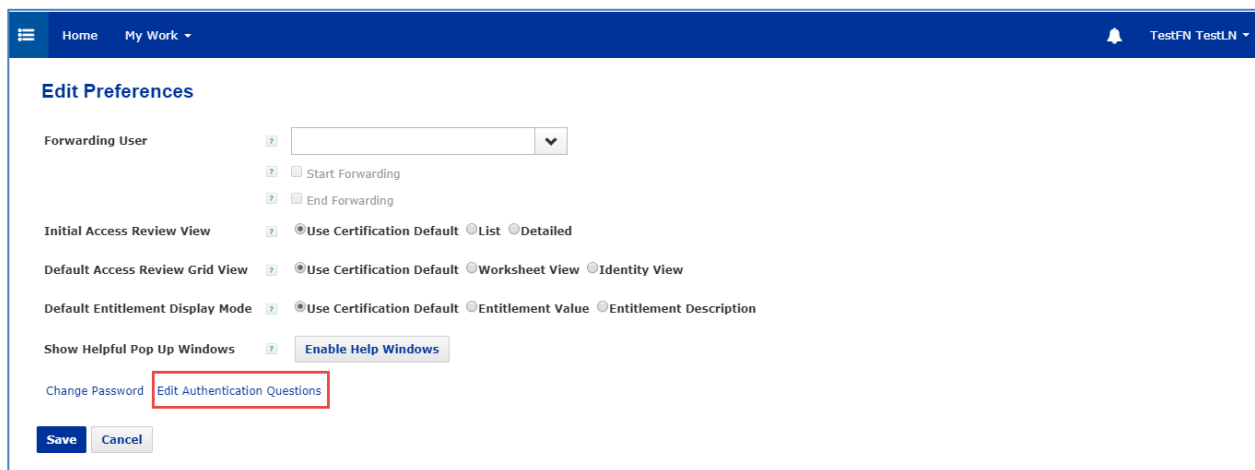 Home My Work TestFN TestLN
Edit Preferences
Forwarding User ?
? Start Forwarding
? End Forwarding
Initial Access Review View ? Use Certification Default List Detailed
Default Access Review Grid View ? Use Certification Default Worksheet View Identity View
Default Entitlement Display Mode ? Use Certification Default Entitlement Value Entitlement Description
Show Helpful Pop Up Windows ? Enable Help Windows
Change Password Edit Authentication Questions
Save Cancel